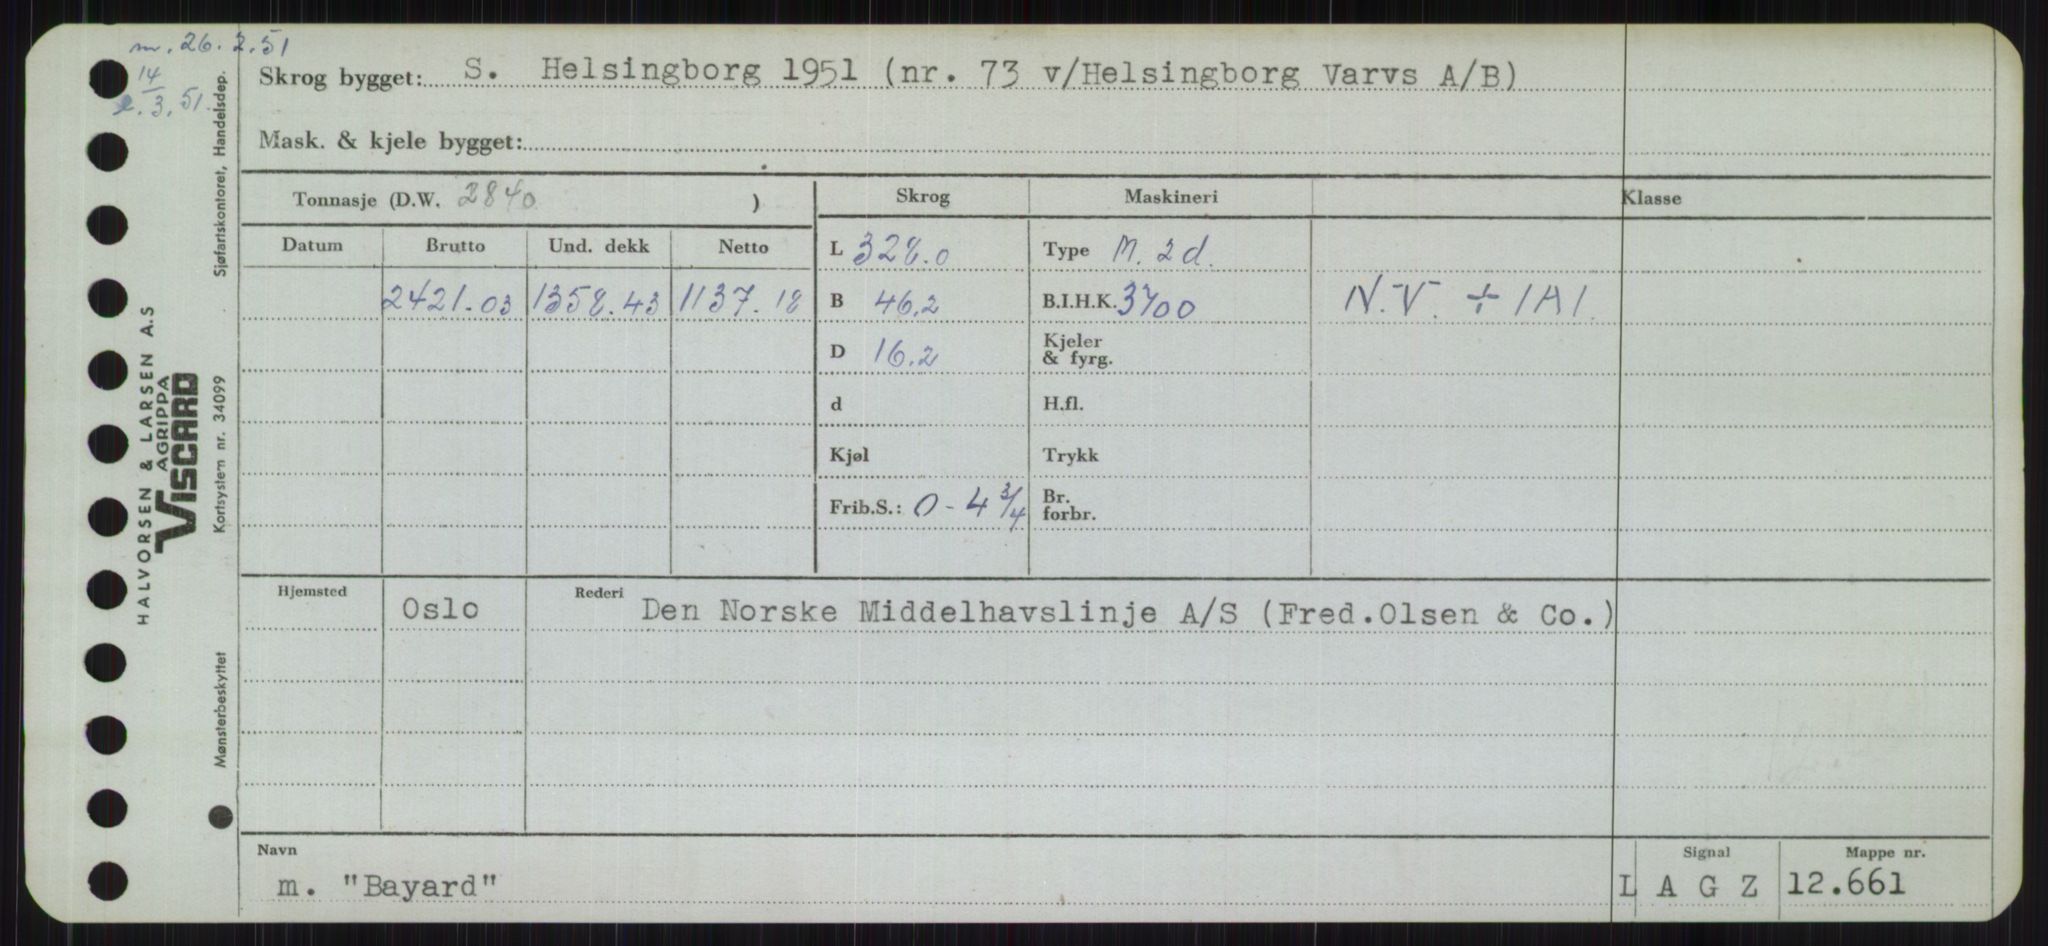 m. 26.2.51
14
e. 3. 51.
Skrog bygget: S. Helsingborg 1951 (nr. 73 v/Helsingborg Varvs A/B)
Mask. & kjele bygget:
Tonnasje (D.W. 2840 )
Skrog Maskineri Klasse
Datum Brutto Und. dekk Netto
L 328.0 Type M. 2 d.
2421.03 1358.43 1137.18 B 46.2 B.I.H.K. 3700 N.V. ÷ 1A1.
D 16.2 Kjeler
& fyrg.
d H.fl.
Kjøl Trykk
Frib.S.: 0 - 4 3/4 Br.
forbr.
Hjemsted Rederi
Oslo Den Norske Middelhavslinje A/S (Fred.Olsen & Co.)
Navn Signal Mappe nr.
m. "Bayard" L A G Z 12.661
Sjøfartskontoret, Handelsdep.
HALVORSEN & LARSEN A.S
AGRIPPA
VISCARD
Kortsystem nr. 34099
Mønsterbeskyttet